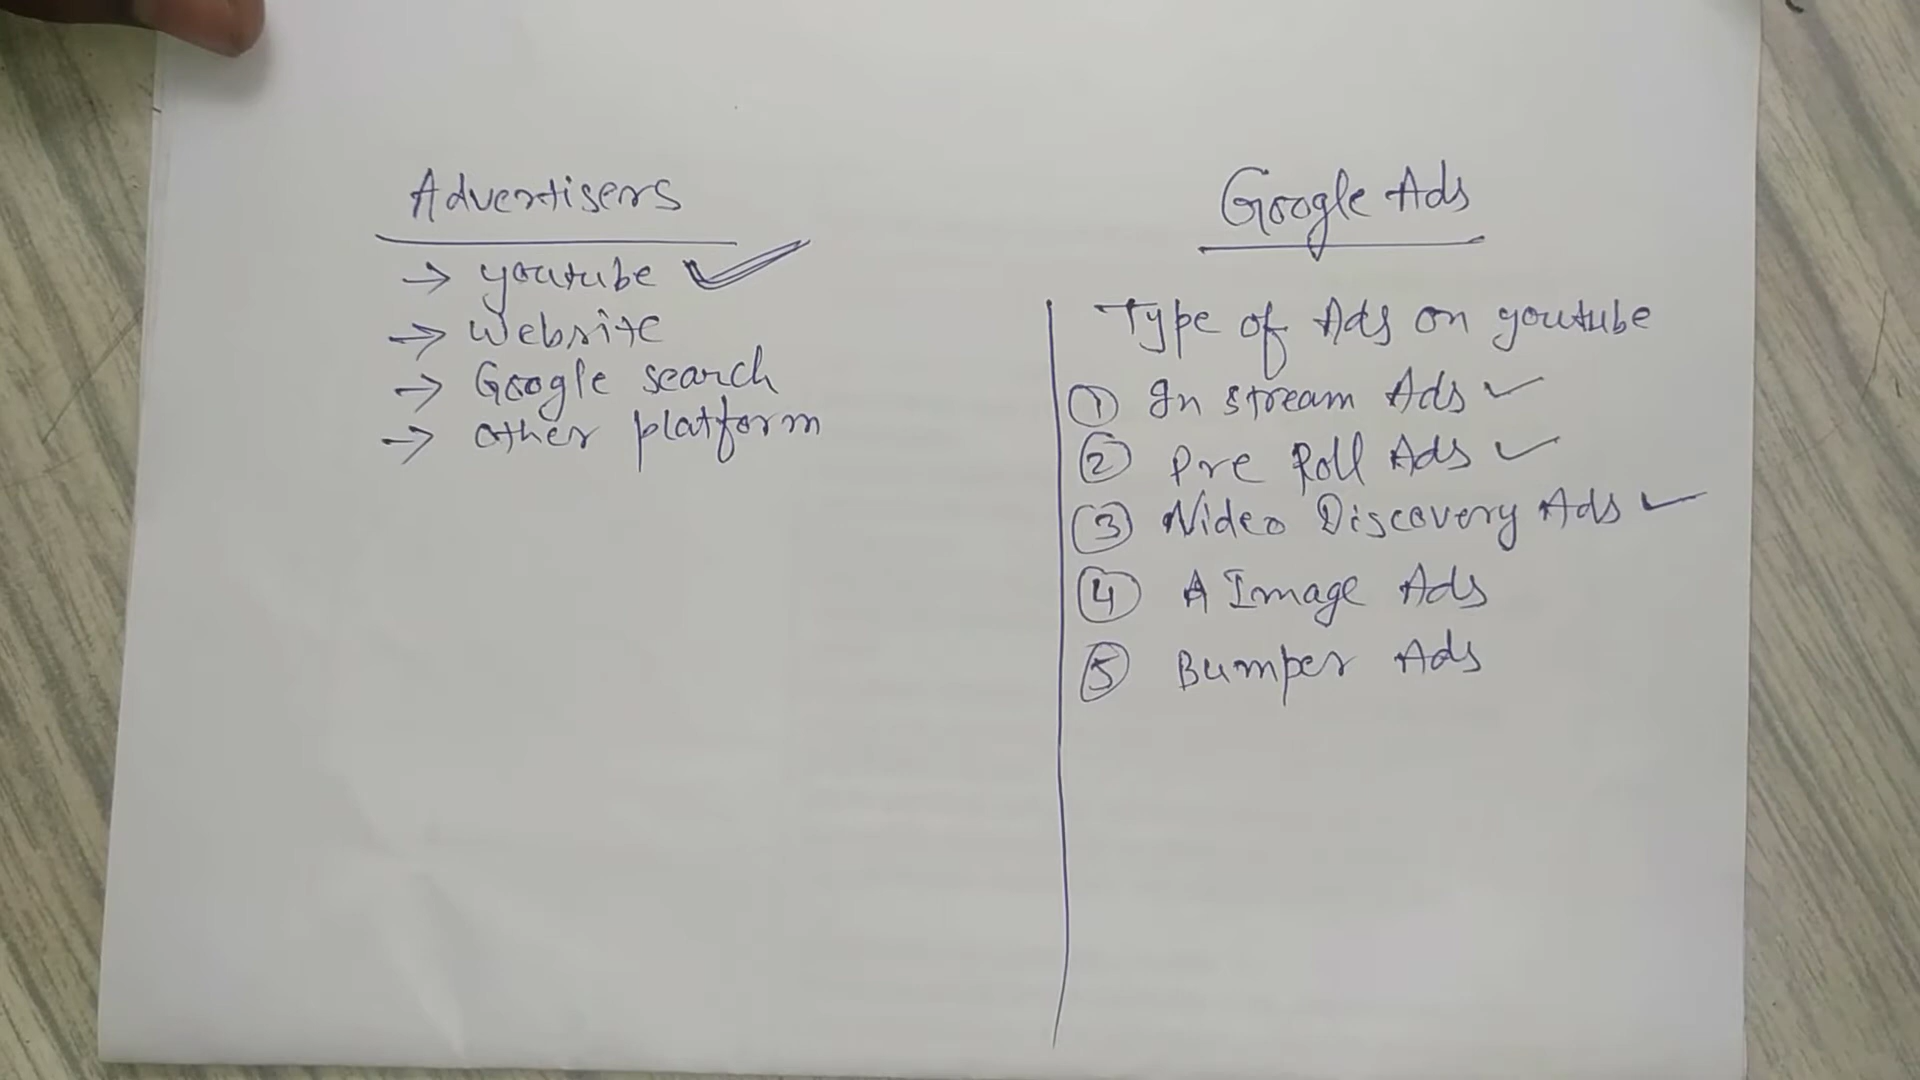 Advertisers
→ youtube ✓
→ Website
→ Google search
→ other platform
Google Ads
Type of Ads on youtube
① In stream Ads ✓
② Pre Roll Ads ✓
③ Video Discovery Ads ✓
④ A Image Ads
⑤ Bumper Ads